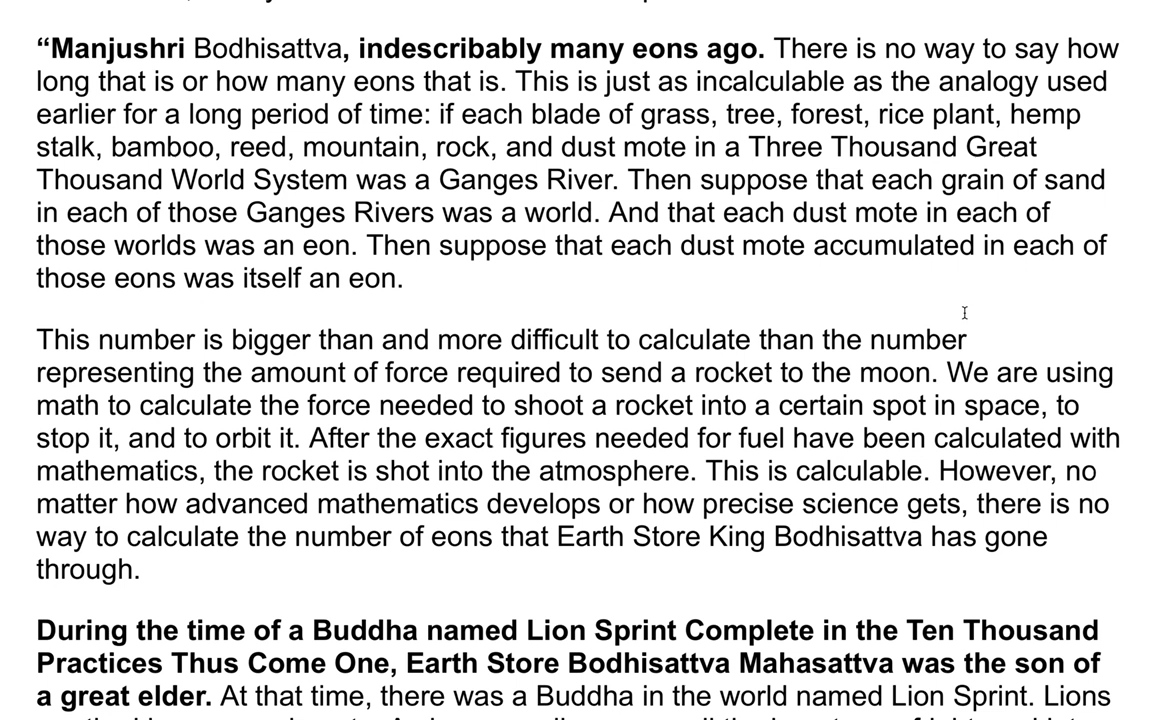 “Manjushri Bodhisattva, indescribably many eons ago. There is no way to say how
long that is or how many eons that is. This is just as incalculable as the analogy used
earlier for a long period of time: if each blade of grass, tree, forest, rice plant, hemp
stalk, bamboo, reed, mountain, rock, and dust mote in a Three Thousand Great
Thousand World System was a Ganges River. Then suppose that each grain of sand
in each of those Ganges Rivers was a world. And that each dust mote in each of
those worlds was an eon. Then suppose that each dust mote accumulated in each of
those eons was itself an eon.
This number is bigger than and more difficult to calculate than the number
representing the amount of force required to send a rocket to the moon. We are using
math to calculate the force needed to shoot a rocket into a certain spot in space, to
stop it, and to orbit it. After the exact figures needed for fuel have been calculated with
mathematics, the rocket is shot into the atmosphere. This is calculable. However, no
matter how advanced mathematics develops or how precise science gets, there is no
way to calculate the number of eons that Earth Store King Bodhisattva has gone
through.
During the time of a Buddha named Lion Sprint Complete in the Ten Thousand
Practices Thus Come One, Earth Store Bodhisattva Mahasattva was the son of
a great elder. At that time, there was a Buddha in the world named Lion Sprint. Lions